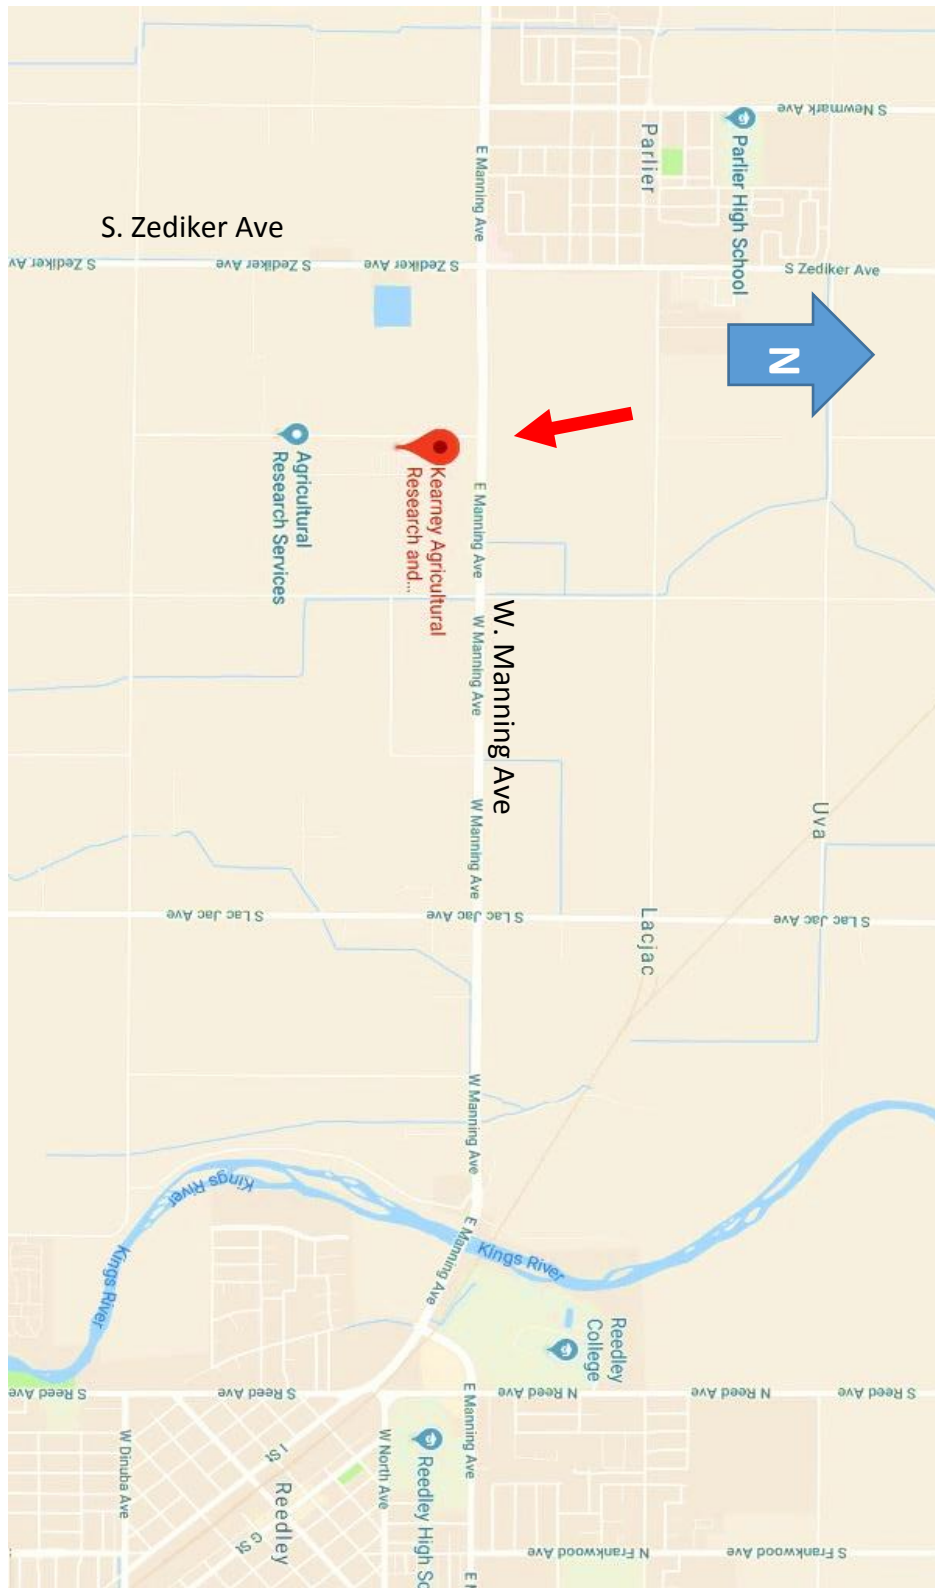 S Newmark Ave
Parlier High School
Parlier
E Manning Ave
S. Zediker Ave
S Zediker Ave
S Zediker Ave
S Zediker Ave
S Zediker Av
N
Kearney Agricultural
Research and...
Agricultural
Research Services
E Manning Ave
W. Manning Ave
W Manning Ave
Uva
W Manning Ave
S Lac Jac Ave
S Lac Jac Ave
S Lac Jac Ave
Lacjac
W Manning Ave
Kings River
Kings River
Kings River
E Manning Ave
Reedley
College
S Reed Ave
N Reed Ave
N Reed Ave
S Reed Ave
S Reed Ave
E Manning Ave
W North Ave
W Dinuba Ave
I St
G St
Reedley
Reedley High Sc
S Frankwood Ave
N Frankwood Ave
E M